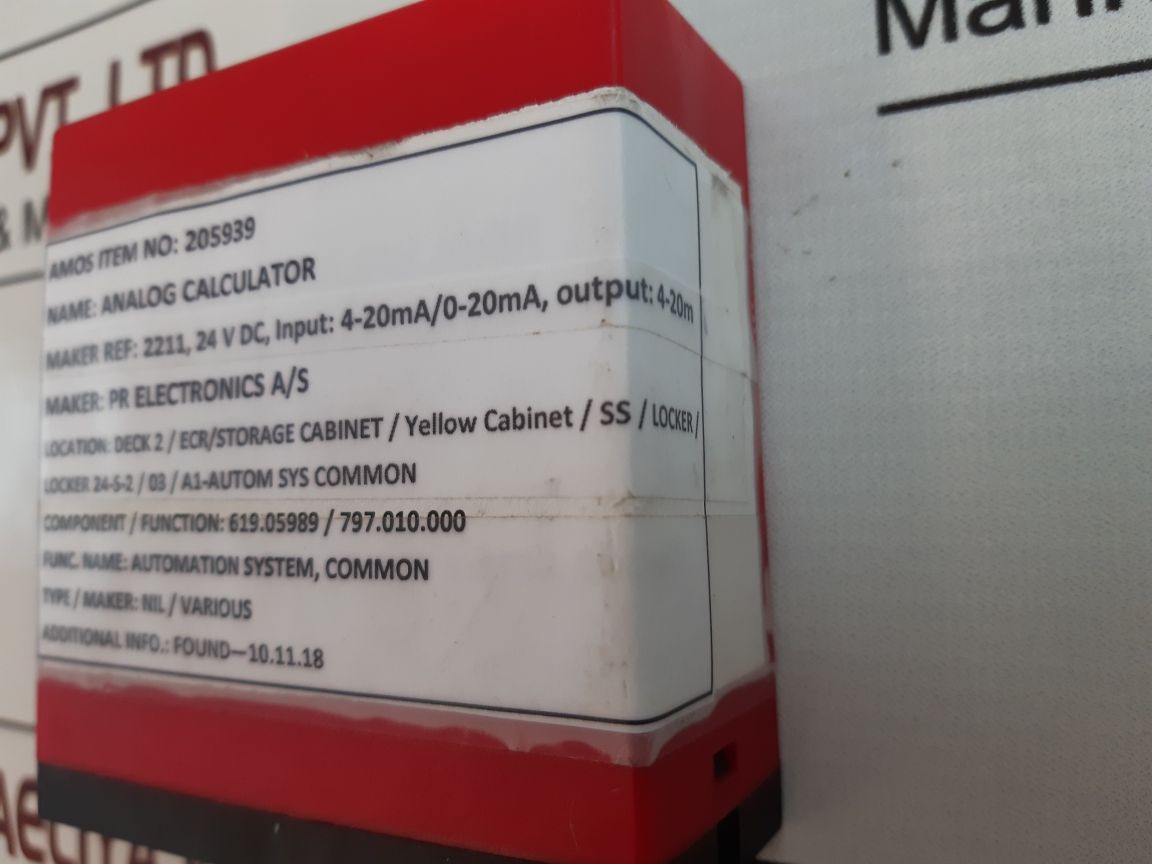 PVT. LTD
& M
Mari
AMOS ITEM NO: 205939
NAME: ANALOG CALCULATOR
MAKER REF: 2211, 24 V DC, Input: 4-20mA/0-20mA, output: 4-20m
MAKER: PR ELECTRONICS A/S
LOCATION: DECK 2 / ECR/STORAGE CABINET / Yellow Cabinet / SS / LOCKER /
LOCKER 24-S-2 / 03 / A1-AUTOM SYS COMMON
COMPONENT / FUNCTION: 619.05989 / 797.010.000
FUNC. NAME: AUTOMATION SYSTEM, COMMON
TYPE / MAKER: NIL / VARIOUS
ADDITIONAL INFO.: FOUND—10.11.18